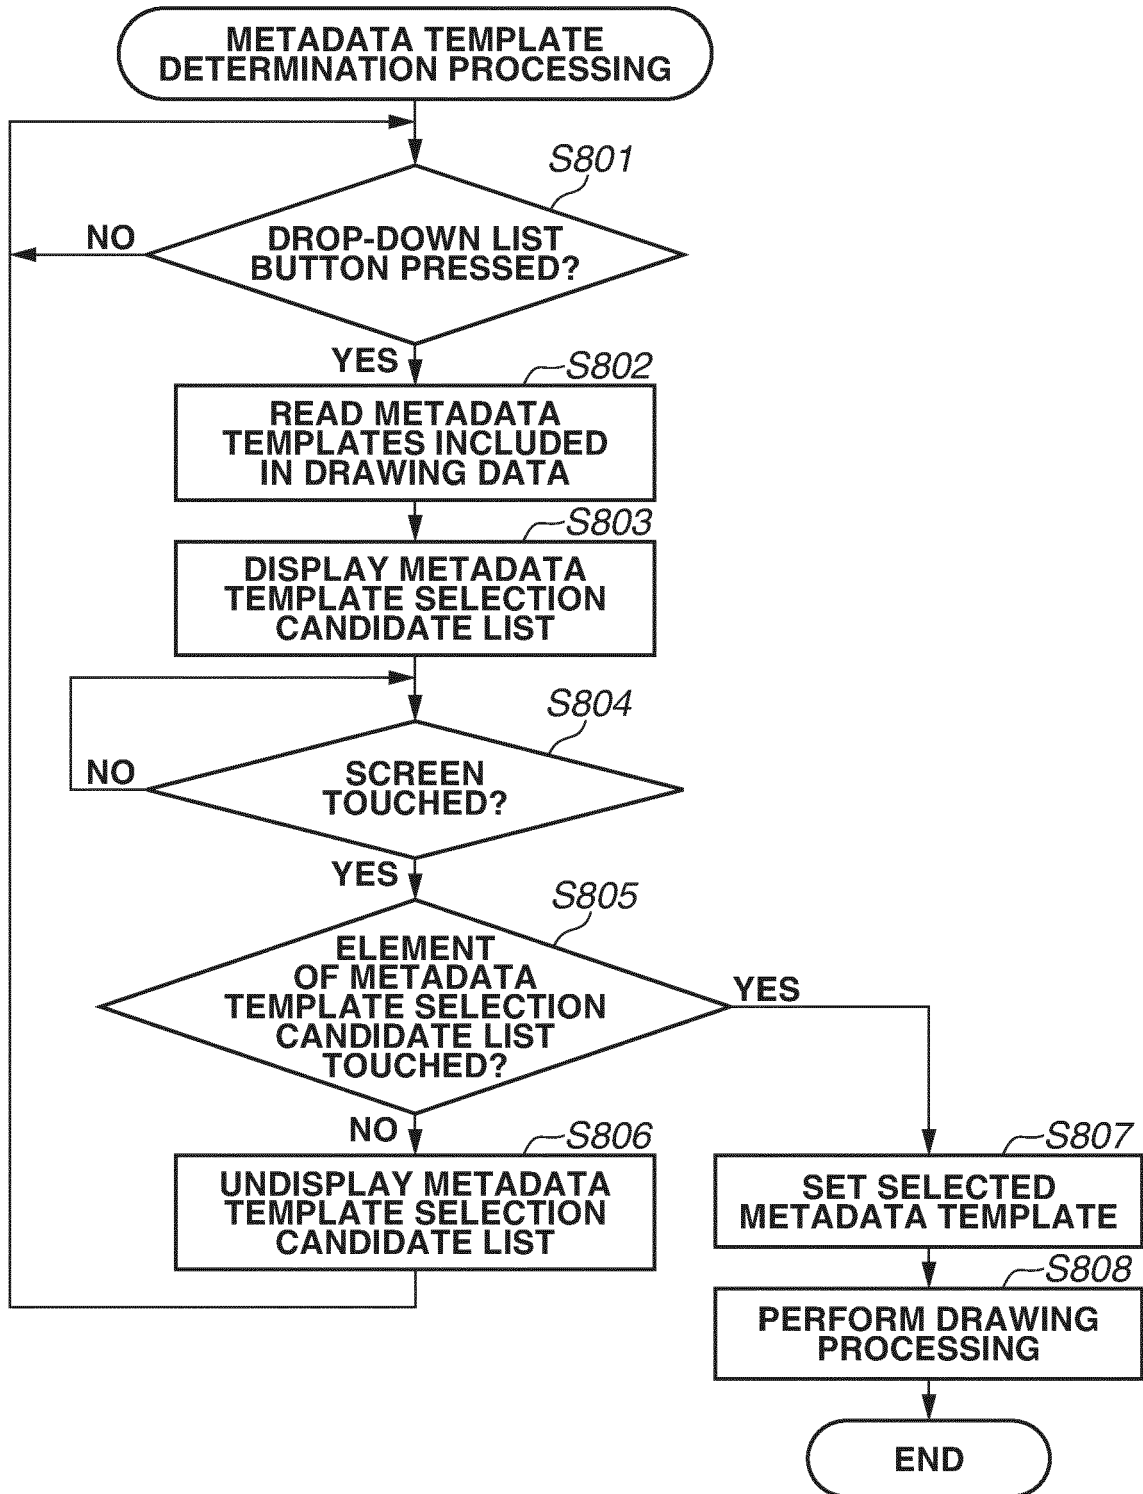 METADATA TEMPLATE
DETERMINATION PROCESSING
S801
NO
DROP-DOWN LIST
BUTTON PRESSED?
YES
S802
READ METADATA
TEMPLATES INCLUDED
IN DRAWING DATA
S803
DISPLAY METADATA
TEMPLATE SELECTION
CANDIDATE LIST
S804
NO
SCREEN
TOUCHED?
YES
S805
ELEMENT
OF METADATA
TEMPLATE SELECTION
CANDIDATE LIST
TOUCHED?
YES
NO
S806
UNDISPLAY METADATA
TEMPLATE SELECTION
CANDIDATE LIST
S807
SET SELECTED
METADATA TEMPLATE
S808
PERFORM DRAWING
PROCESSING
END